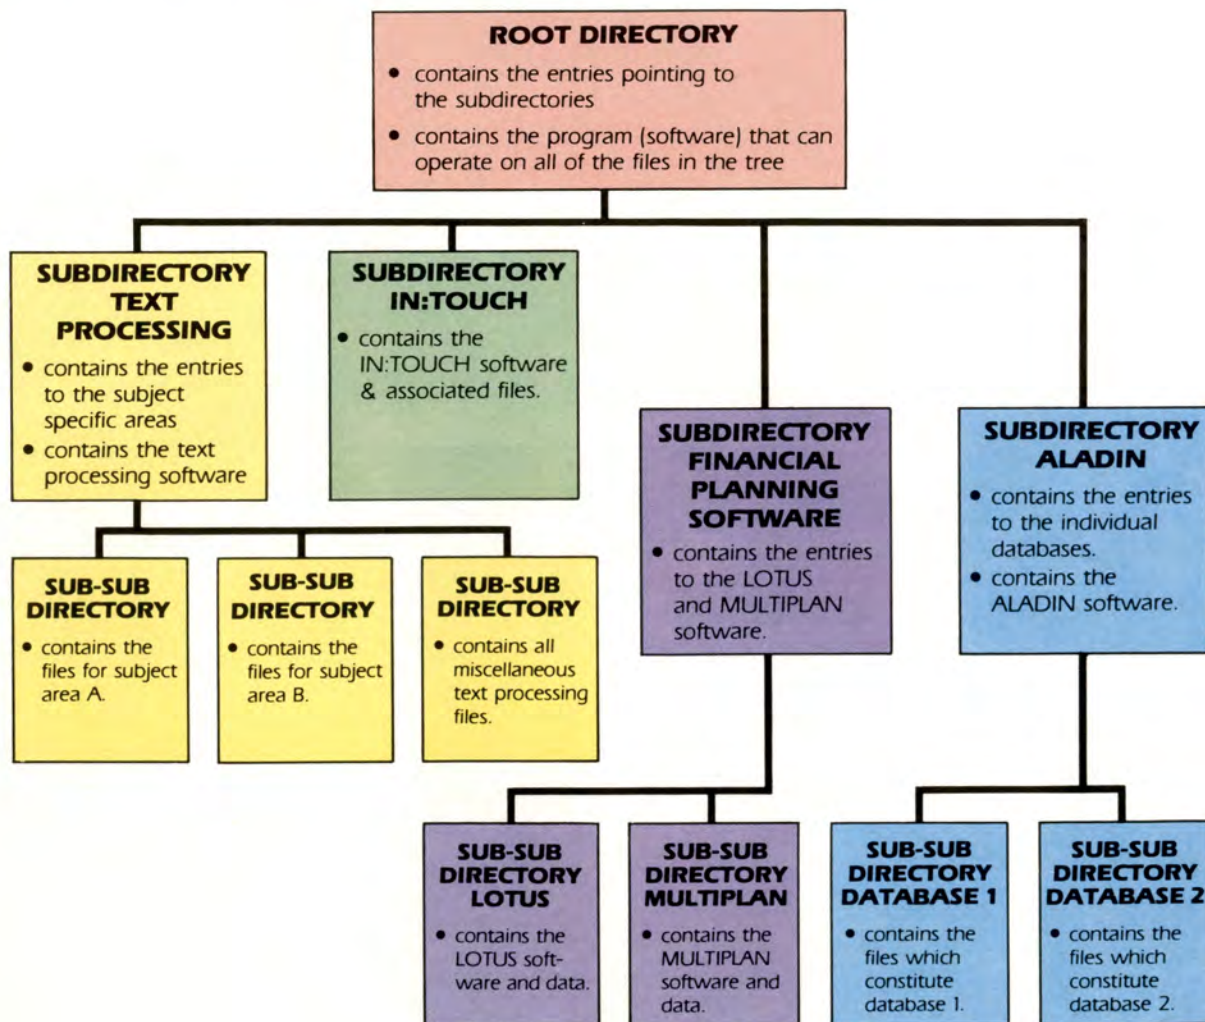 ROOT DIRECTORY
• contains the entries pointing to
the subdirectories
• contains the program (software) that can
operate on all of the files in the tree
SUBDIRECTORY
TEXT
PROCESSING
• contains the entries
to the subject
specific areas
• contains the text
processing software
SUBDIRECTORY
IN:TOUCH
• contains the
IN:TOUCH software
& associated files.
SUBDIRECTORY
FINANCIAL
PLANNING
SOFTWARE
• contains the entries
to the LOTUS
and MULTIPLAN
software.
SUBDIRECTORY
ALADIN
• contains the entries
to the individual
databases.
• contains the
ALADIN software.
SUB-SUB
DIRECTORY
• contains the
files for subject
area A.
SUB-SUB
DIRECTORY
• contains the
files for subject
area B.
SUB-SUB
DIRECTORY
• contains all
miscellaneous
text processing
files.
SUB-SUB
DIRECTORY
LOTUS
• contains the
LOTUS soft-
ware and data.
SUB-SUB
DIRECTORY
MULTIPLAN
• contains the
MULTIPLAN
software and
data.
SUB-SUB
DIRECTORY
DATABASE 1
• contains the
files which
constitute
database 1.
SUB-SUB
DIRECTORY
DATABASE 2
• contains the
files which
constitute
database 2.